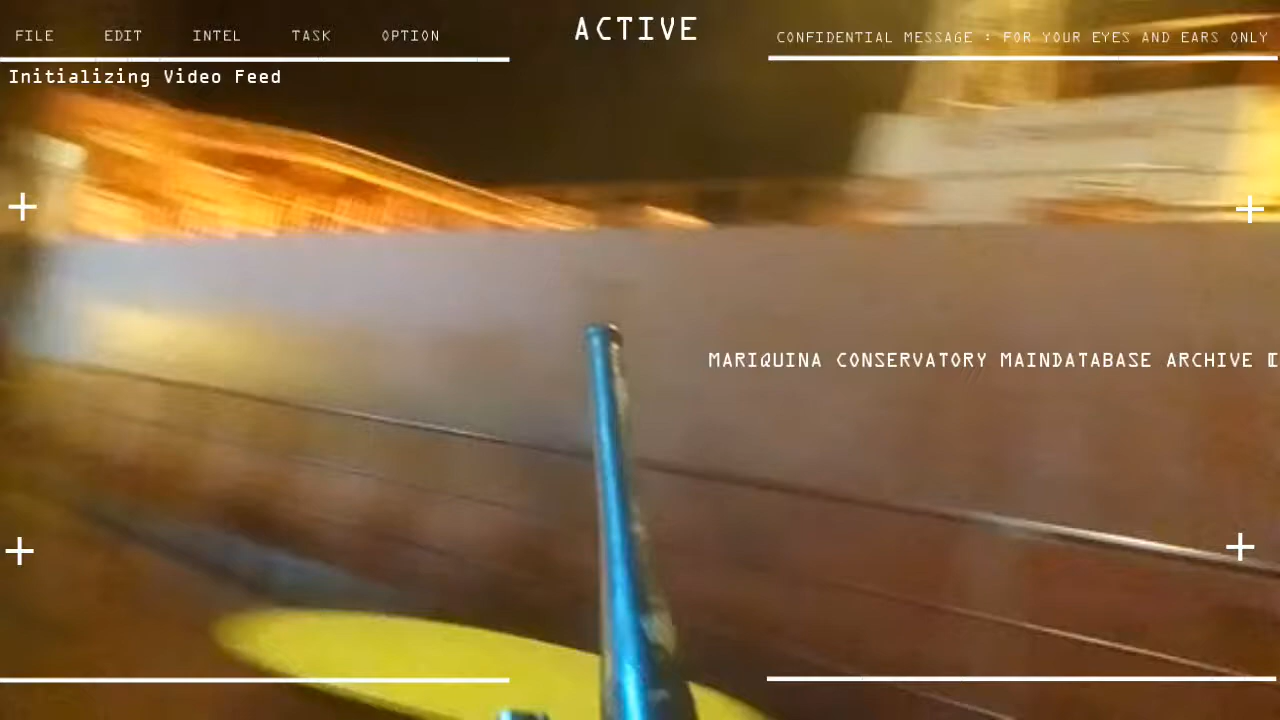 FILE EDIT INTEL TASK OPTION
ACTIVE
CONFIDENTIAL MESSAGE : FOR YOUR EYES AND EARS ONLY
Initializing Video Feed
MARIQUINA CONSERVATORY MAINDATABASE ARCHIVE